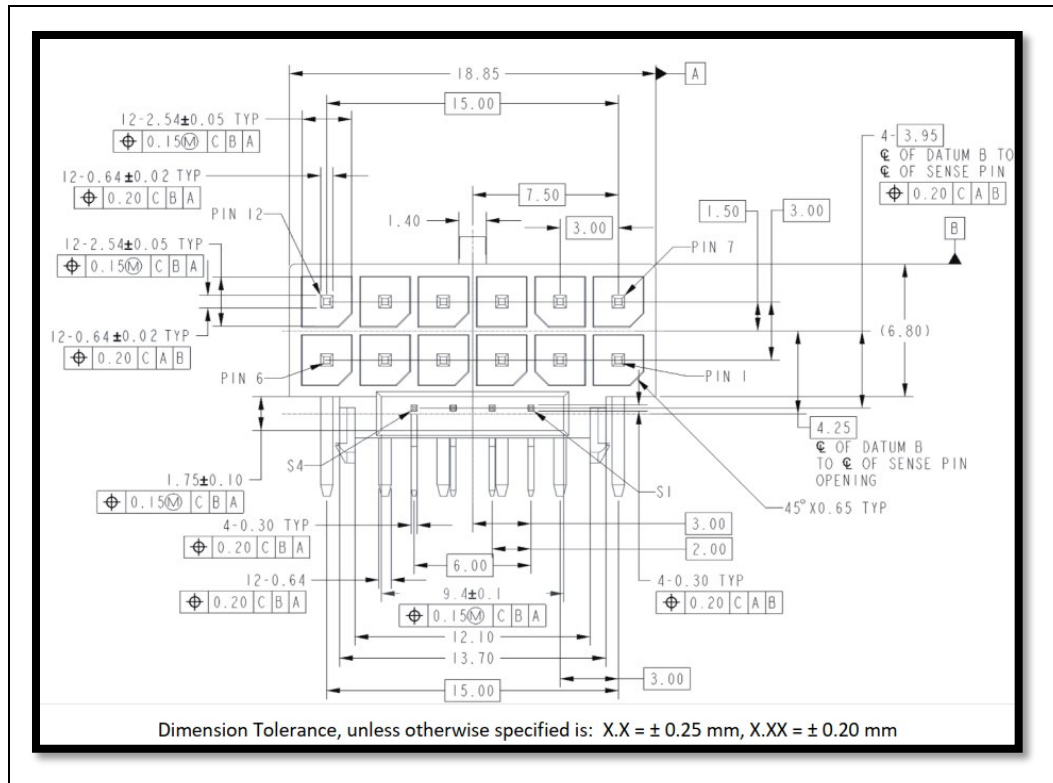 18.85
A
15.00
12-2.54±0.05 TYP
⌖ 0.15Ⓜ C B A
4-3.95
℄ OF DATUM B TO
℄ OF SENSE PIN
⌖ 0.20 C A B
12-0.64±0.02 TYP
⌖ 0.20 C B A
7.50
PIN 12
1.40
3.00
1.50
3.00
B
PIN 7
12-2.54±0.05 TYP
⌖ 0.15Ⓜ C B A
12-0.64±0.02 TYP
⌖ 0.20 C A B
(6.80)
PIN 6
PIN 1
4.25
℄ OF DATUM B
TO ℄ OF SENSE PIN
OPENING
S4
S1
1.75±0.10
⌖ 0.15Ⓜ C B A
45°X0.65 TYP
4-0.30 TYP
⌖ 0.20 C B A
3.00
2.00
6.00
12-0.64
⌖ 0.20 C B A
9.4±0.1
⌖ 0.15Ⓜ C B A
4-0.30 TYP
⌖ 0.20 C A B
12.10
13.70
3.00
15.00
Dimension Tolerance, unless otherwise specified is: X.X = ± 0.25 mm, X.XX = ± 0.20 mm